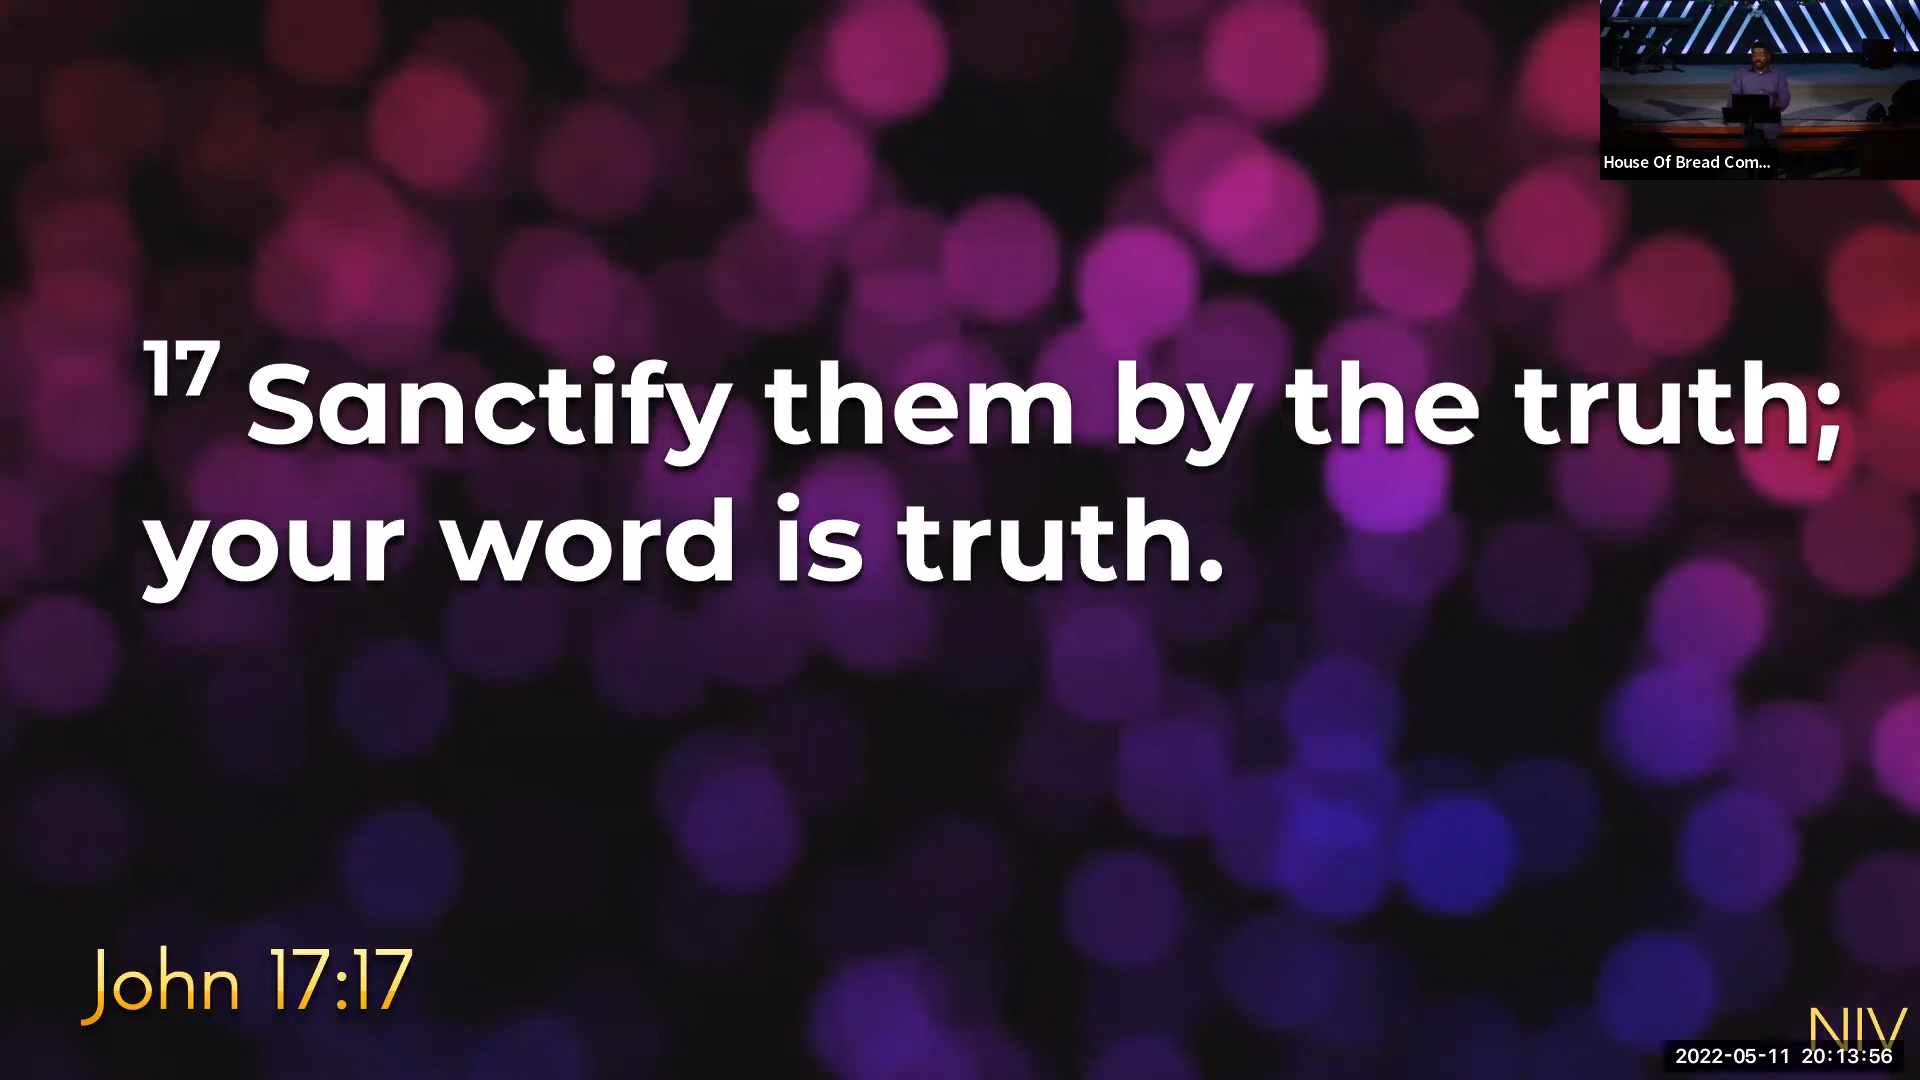 House Of Bread Com...
17 Sanctify them by the truth;
your word is truth.
John 17:17
NIV
2022-05-11 20:13:56